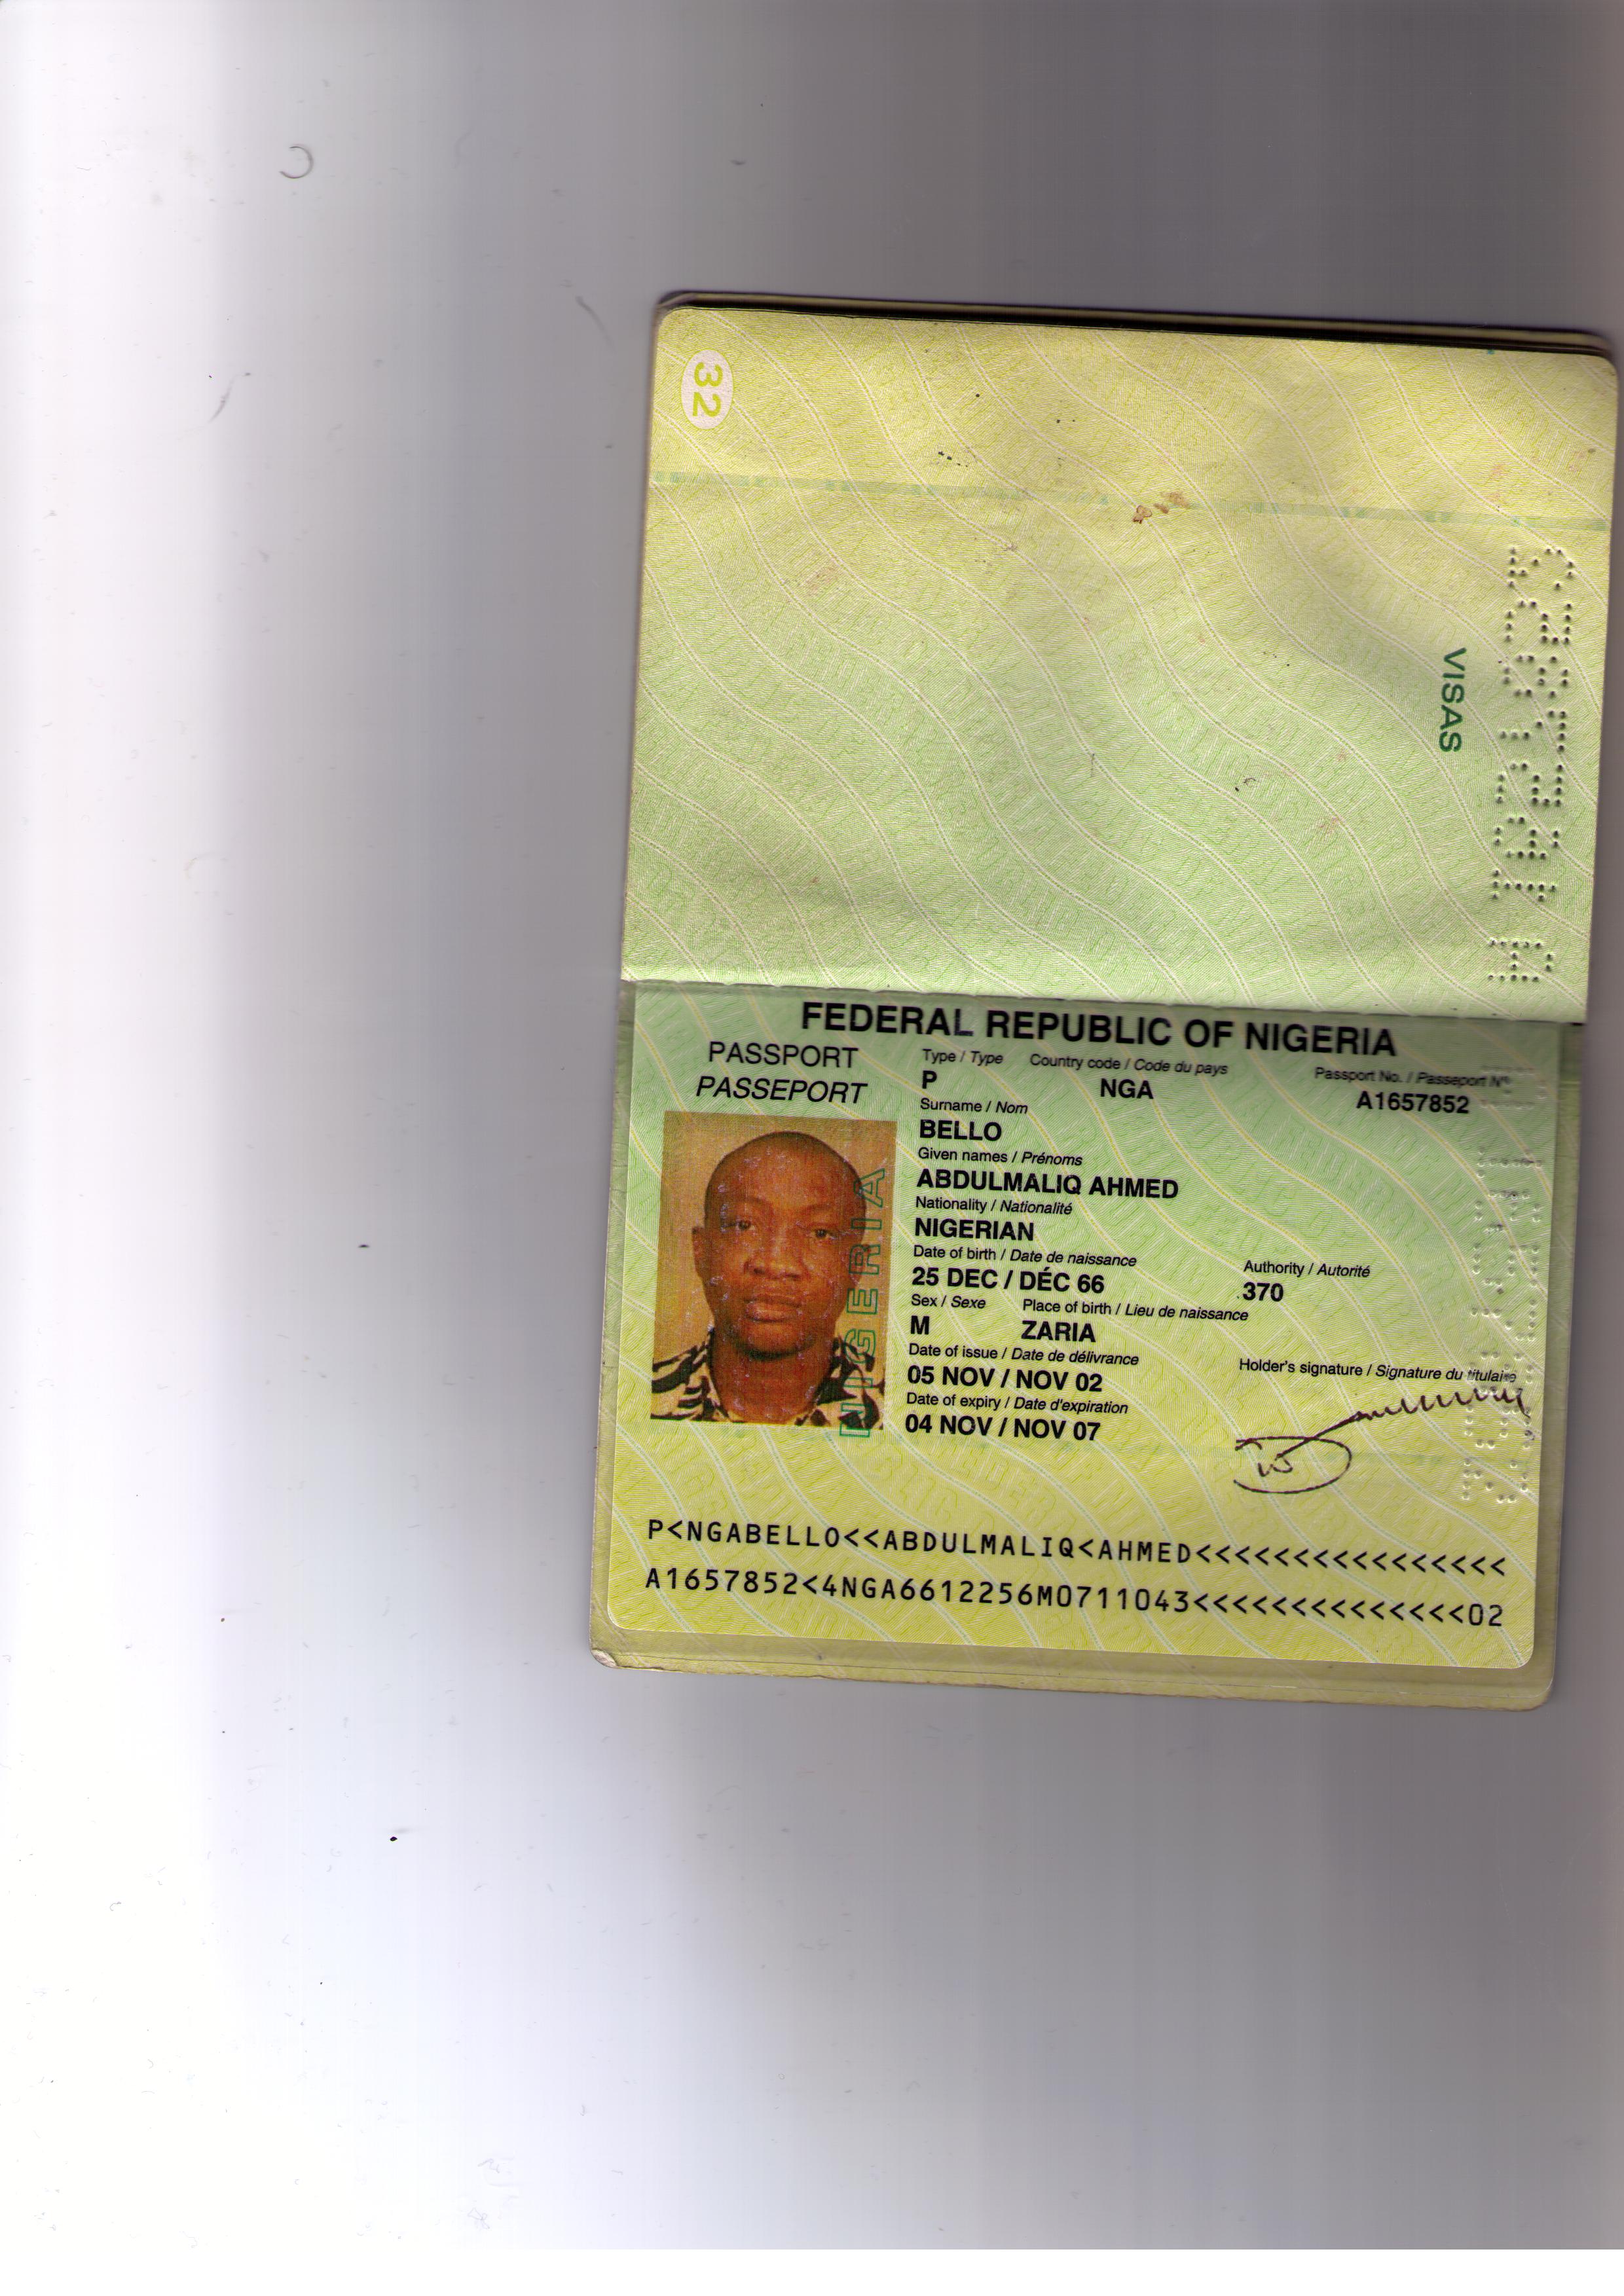 32
VISAS
A1657852
FEDERAL REPUBLIC OF NIGERIA
PASSPORT
PASSEPORT
Type / Type Country code / Code du pays Passport No. / Passeport Nº
P NGA A1657852
Surname / Nom
BELLO
Given names / Prénoms
ABDULMALIQ AHMED
Nationality / Nationalité
NIGERIAN
Date of birth / Date de naissance Authority / Autorité
25 DEC / DÉC 66 370
Sex / Sexe Place of birth / Lieu de naissance
M ZARIA
Date of issue / Date de délivrance Holder's signature / Signature du titulaire
05 NOV / NOV 02
Date of expiry / Date d'expiration
04 NOV / NOV 07
NIGERIA
P<NGABELLO<<ABDULMALIQ<AHMED<<<<<<<<<<<<<<<<
A1657852<4NGA6612256M0711043<<<<<<<<<<<<<<02